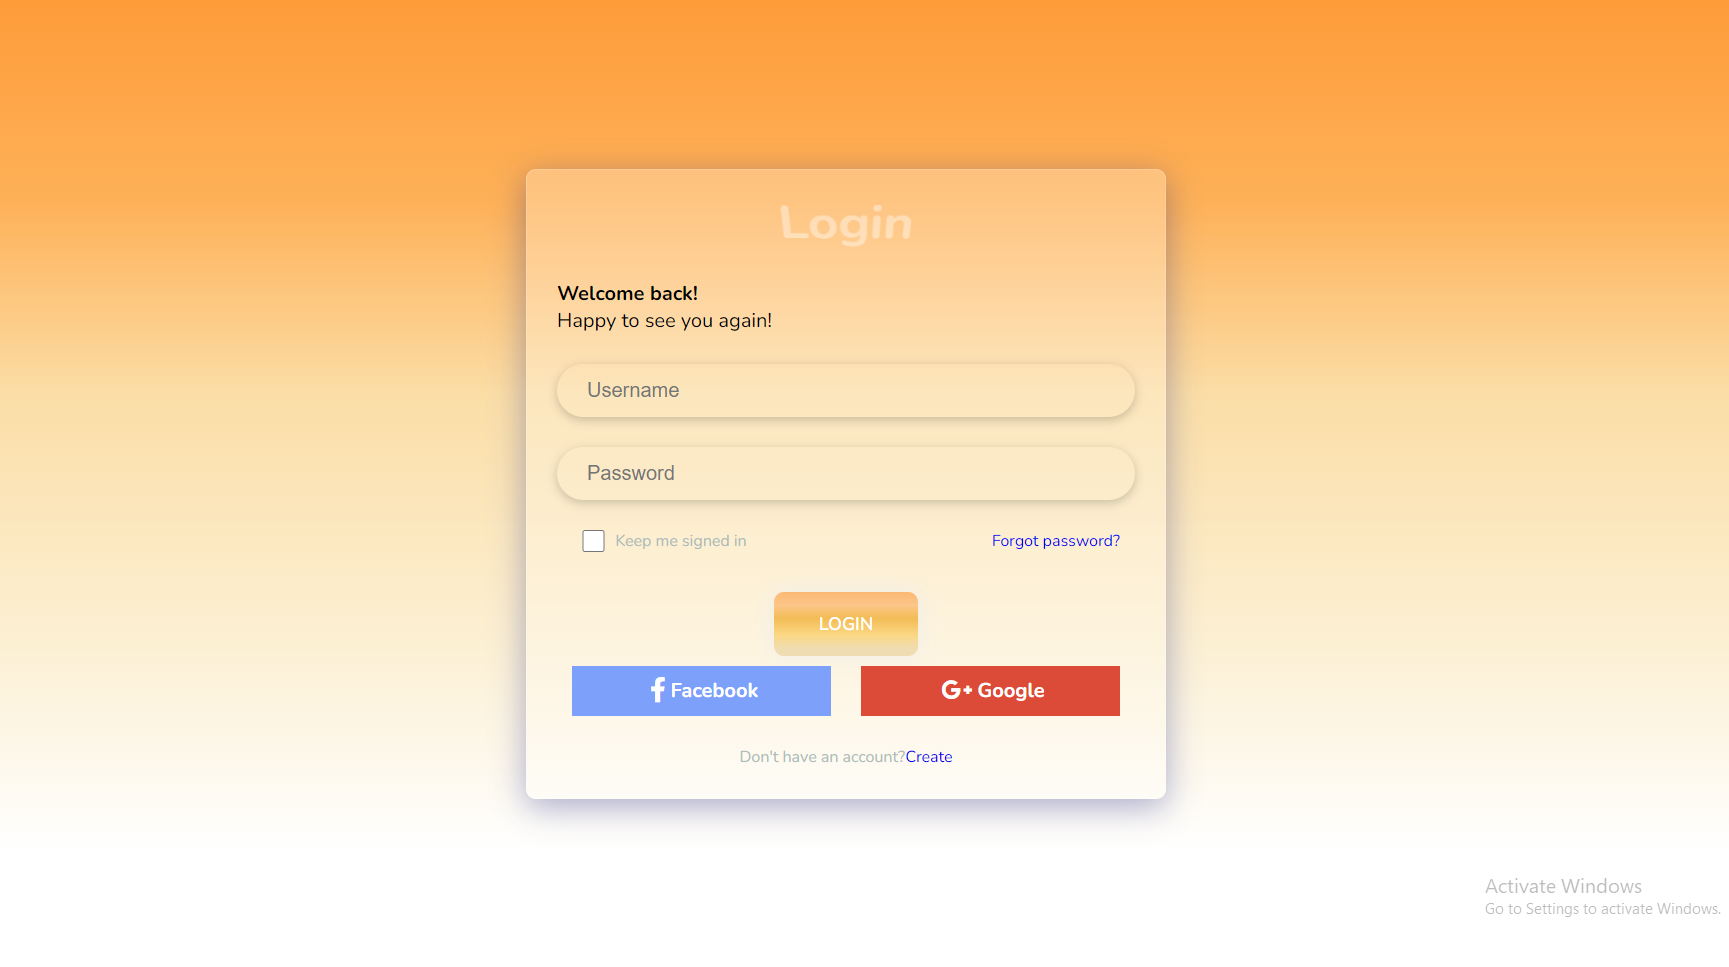 Login
Welcome back!
Happy to see you again!
Username
Password
Keep me signed in
Forgot password?
LOGIN
Facebook
G+ Google
Don't have an account?Create
Activate Windows
Go to Settings to activate Windows.